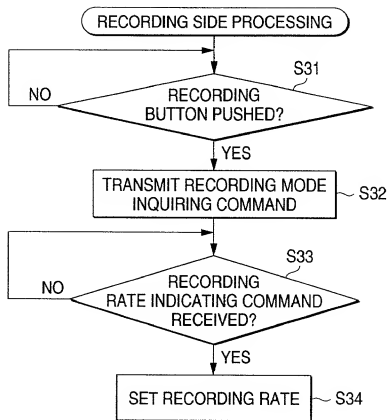 RECORDING SIDE PROCESSING
S31
RECORDING
BUTTON PUSHED?
NO
YES
TRANSMIT RECORDING MODE
INQUIRING COMMAND
S32
S33
RECORDING
RATE INDICATING COMMAND
RECEIVED?
NO
YES
SET RECORDING RATE
S34